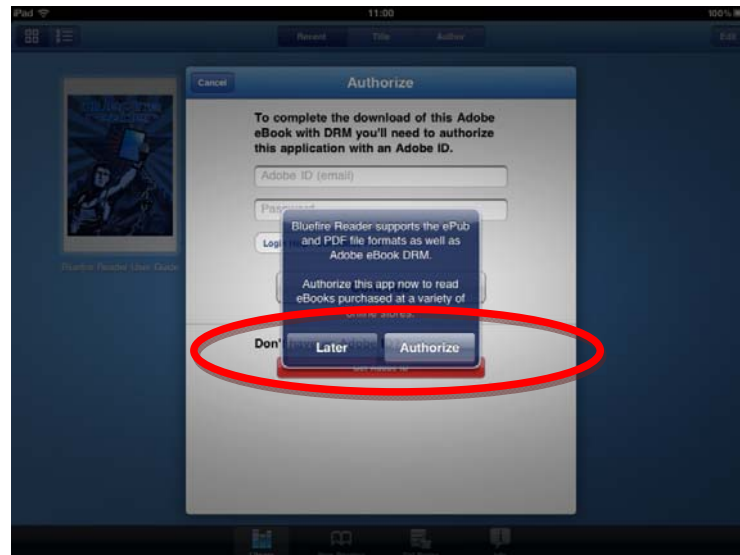 iPad
11:00
100%
Recent
Title
Author
Edit
Cancel
Authorize
To complete the download of this Adobe
eBook with DRM you'll need to authorize
this application with an Adobe ID.
Adobe ID (email)
Bluefire Reader supports the ePub
and PDF file formats as well as
Adobe eBook DRM.
Authorize this app now to read
eBooks purchased at a variety of
online stores.
Later
Authorize
Bluefire Reader User Guide
Library